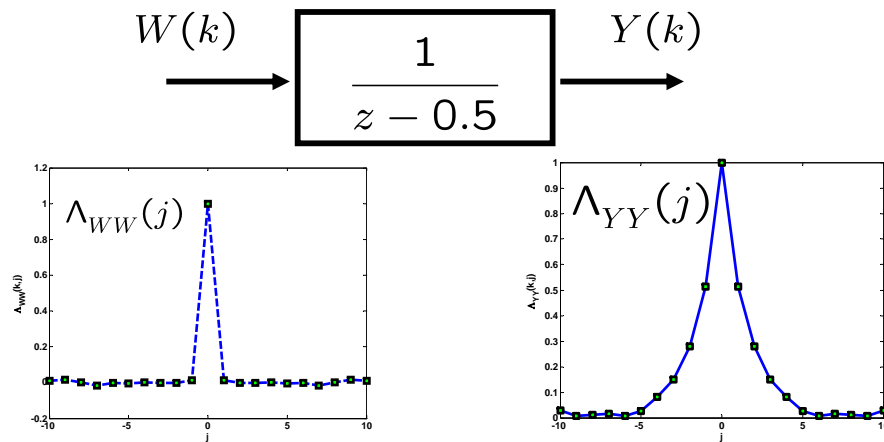 W(k) Y(k)
1
z − 0.5
Λ_WW(j)
1.2
1
0.8
0.6
0.4
0.2
0
-0.2
-10 -5 0 5 10
j
Λ_WW(k,j)
Λ_YY(j)
1
0.9
0.8
0.7
0.6
0.5
0.4
0.3
0.2
0.1
0
-10 -5 0 5 1
j
Λ_YY(k,j)